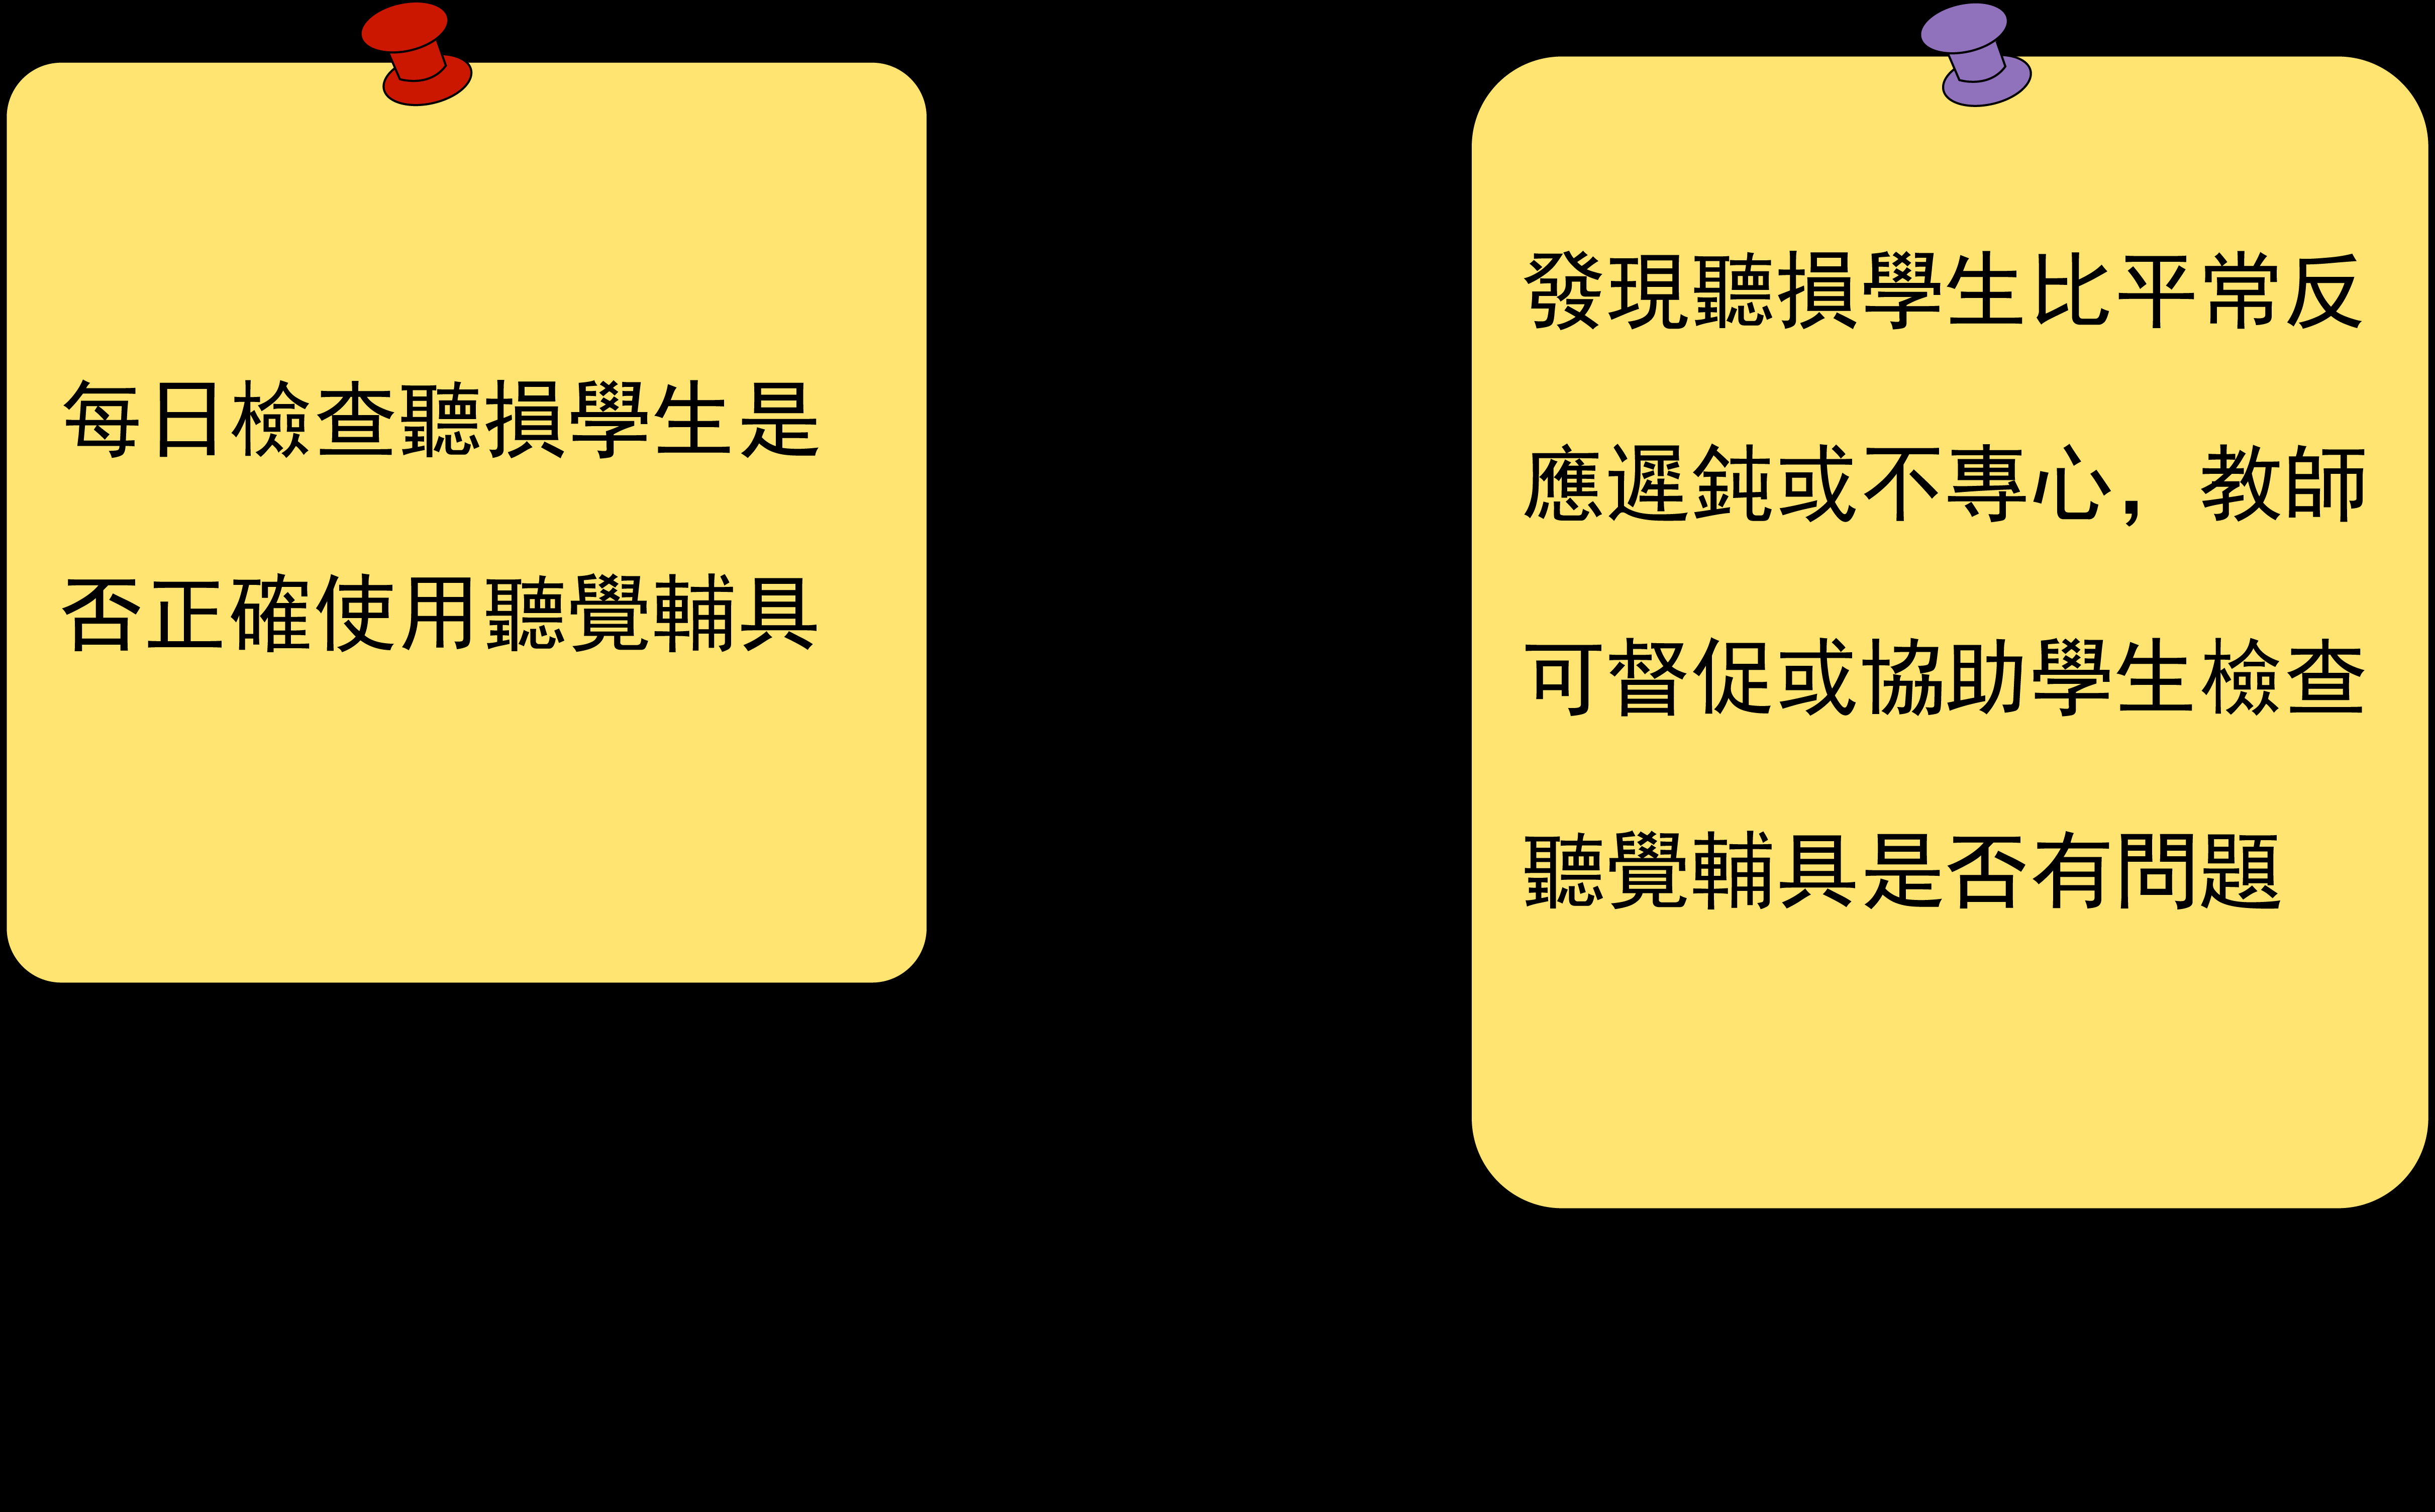 每日檢查聽損學生是
否正確使用聽覺輔具
發現聽損學生比平常反
應遲鈍或不專心，教師
可督促或協助學生檢查
聽覺輔具是否有問題